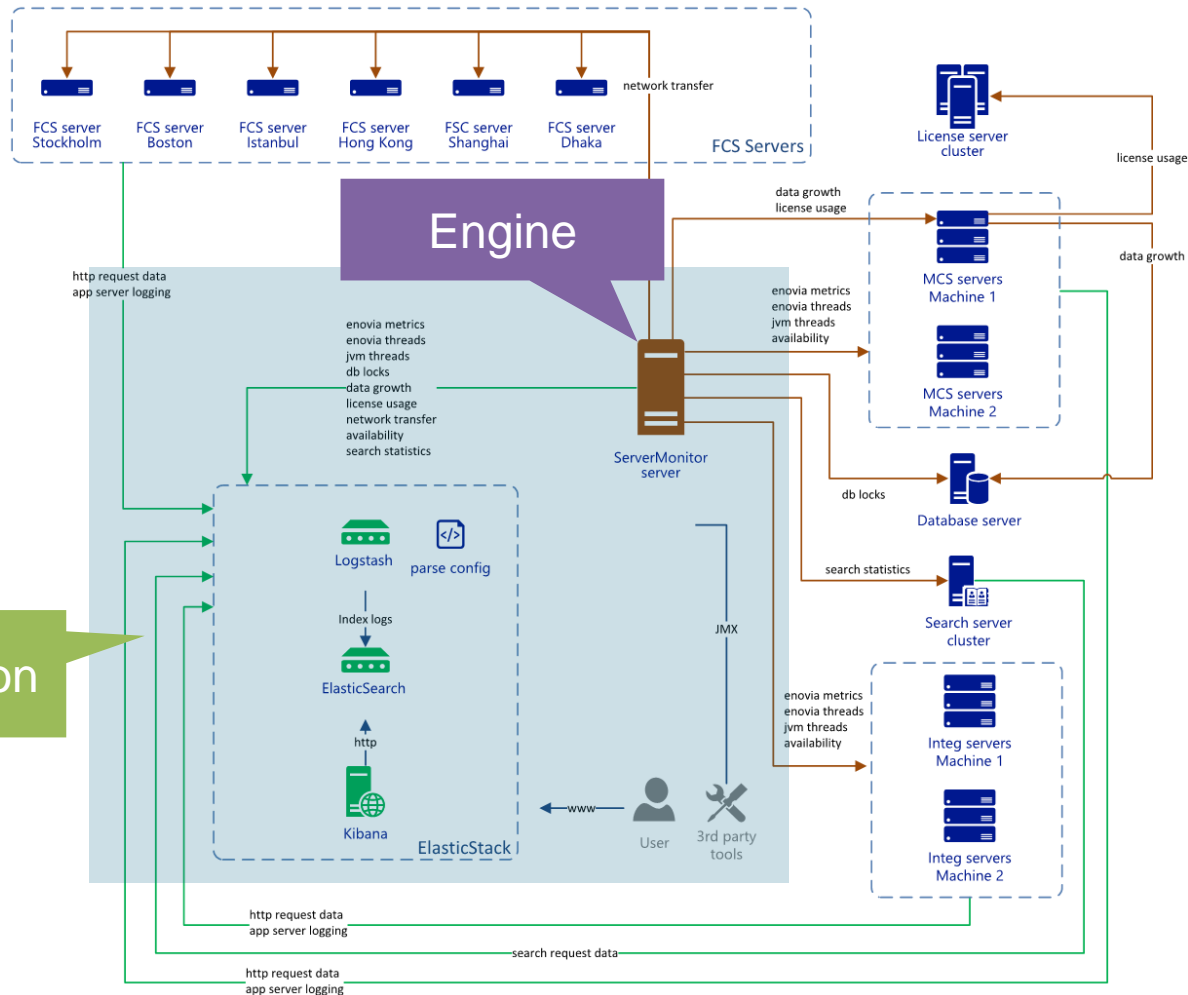 network transfer
FCS server
Stockholm
FCS server
Boston
FCS server
Istanbul
FCS server
Hong Kong
FSC server
Shanghai
FCS server
Dhaka
FCS Servers
License server
cluster
license usage
Engine
data growth
license usage
MCS servers
Machine 1
data growth
http request data
app server logging
enovia metrics
enovia threads
jvm threads
availability
enovia metrics
enovia threads
jvm threads
db locks
data growth
license usage
network transfer
availability
search statistics
MCS servers
Machine 2
ServerMonitor
server
db locks
Database server
Logstash
parse config
search statistics
Index logs
Search server
cluster
JMX
ElasticSearch
on
enovia metrics
enovia threads
jvm threads
availability
http
Integ servers
Machine 1
www
Kibana
User
3rd party
tools
ElasticStack
Integ servers
Machine 2
http request data
app server logging
search request data
http request data
app server logging